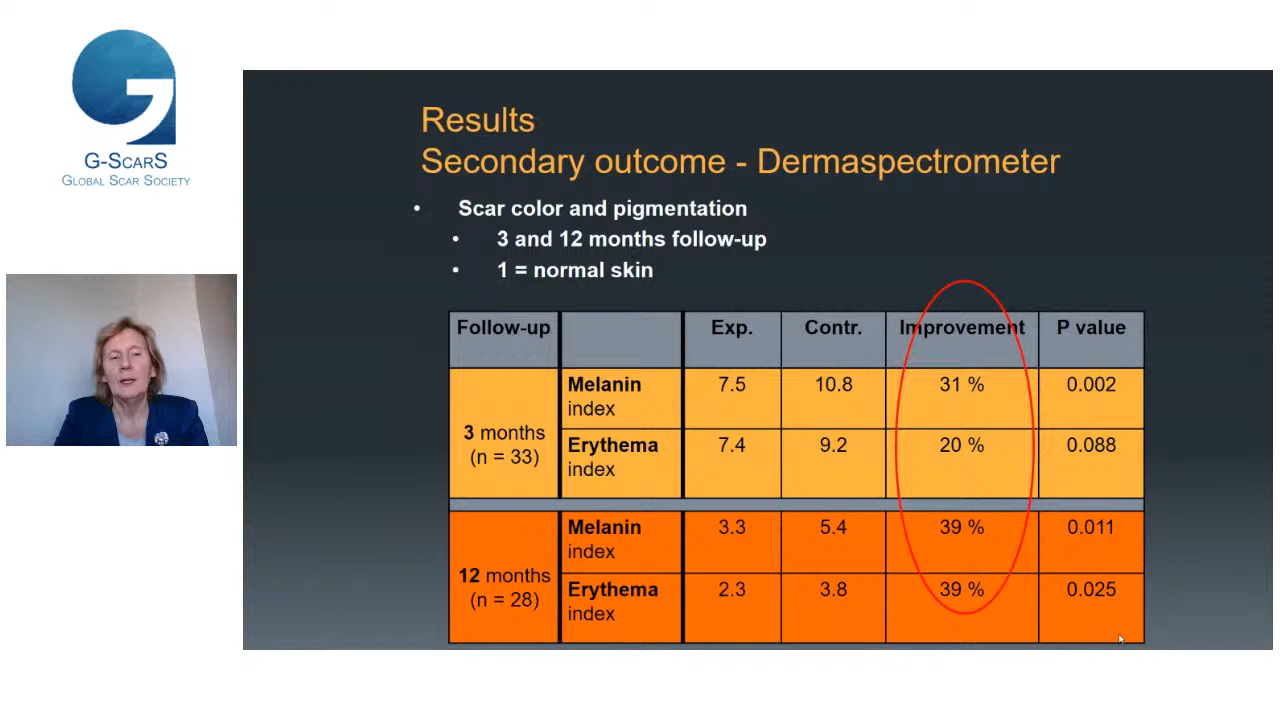 G-ScarS
Global Scar Society
Results
Secondary outcome - Dermaspectrometer
• Scar color and pigmentation
• 3 and 12 months follow-up
• 1 = normal skin
Follow-up Exp. Contr. Improvement P value
3 months
(n = 33)
Melanin
index
7.5 10.8 31 % 0.002
Erythema
index
7.4 9.2 20 % 0.088
12 months
(n = 28)
Melanin
index
3.3 5.4 39 % 0.011
Erythema
index
2.3 3.8 39 % 0.025